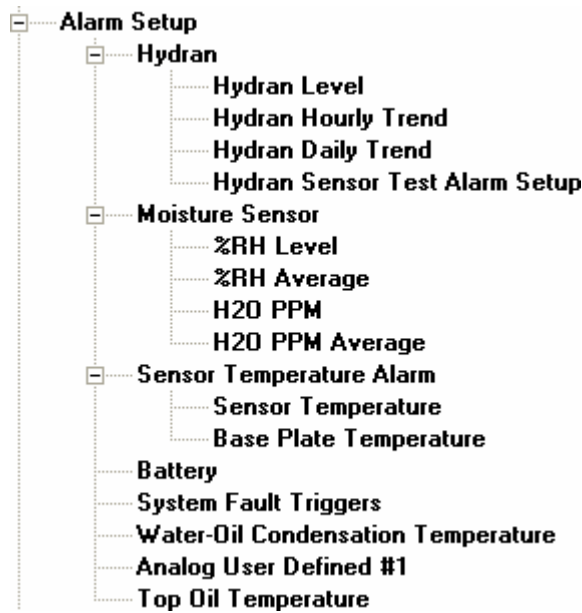 Alarm Setup
Hydran
Hydran Level
Hydran Hourly Trend
Hydran Daily Trend
Hydran Sensor Test Alarm Setup
Moisture Sensor
%RH Level
%RH Average
H2O PPM
H2O PPM Average
Sensor Temperature Alarm
Sensor Temperature
Base Plate Temperature
Battery
System Fault Triggers
Water-Oil Condensation Temperature
Analog User Defined #1
Top Oil Temperature